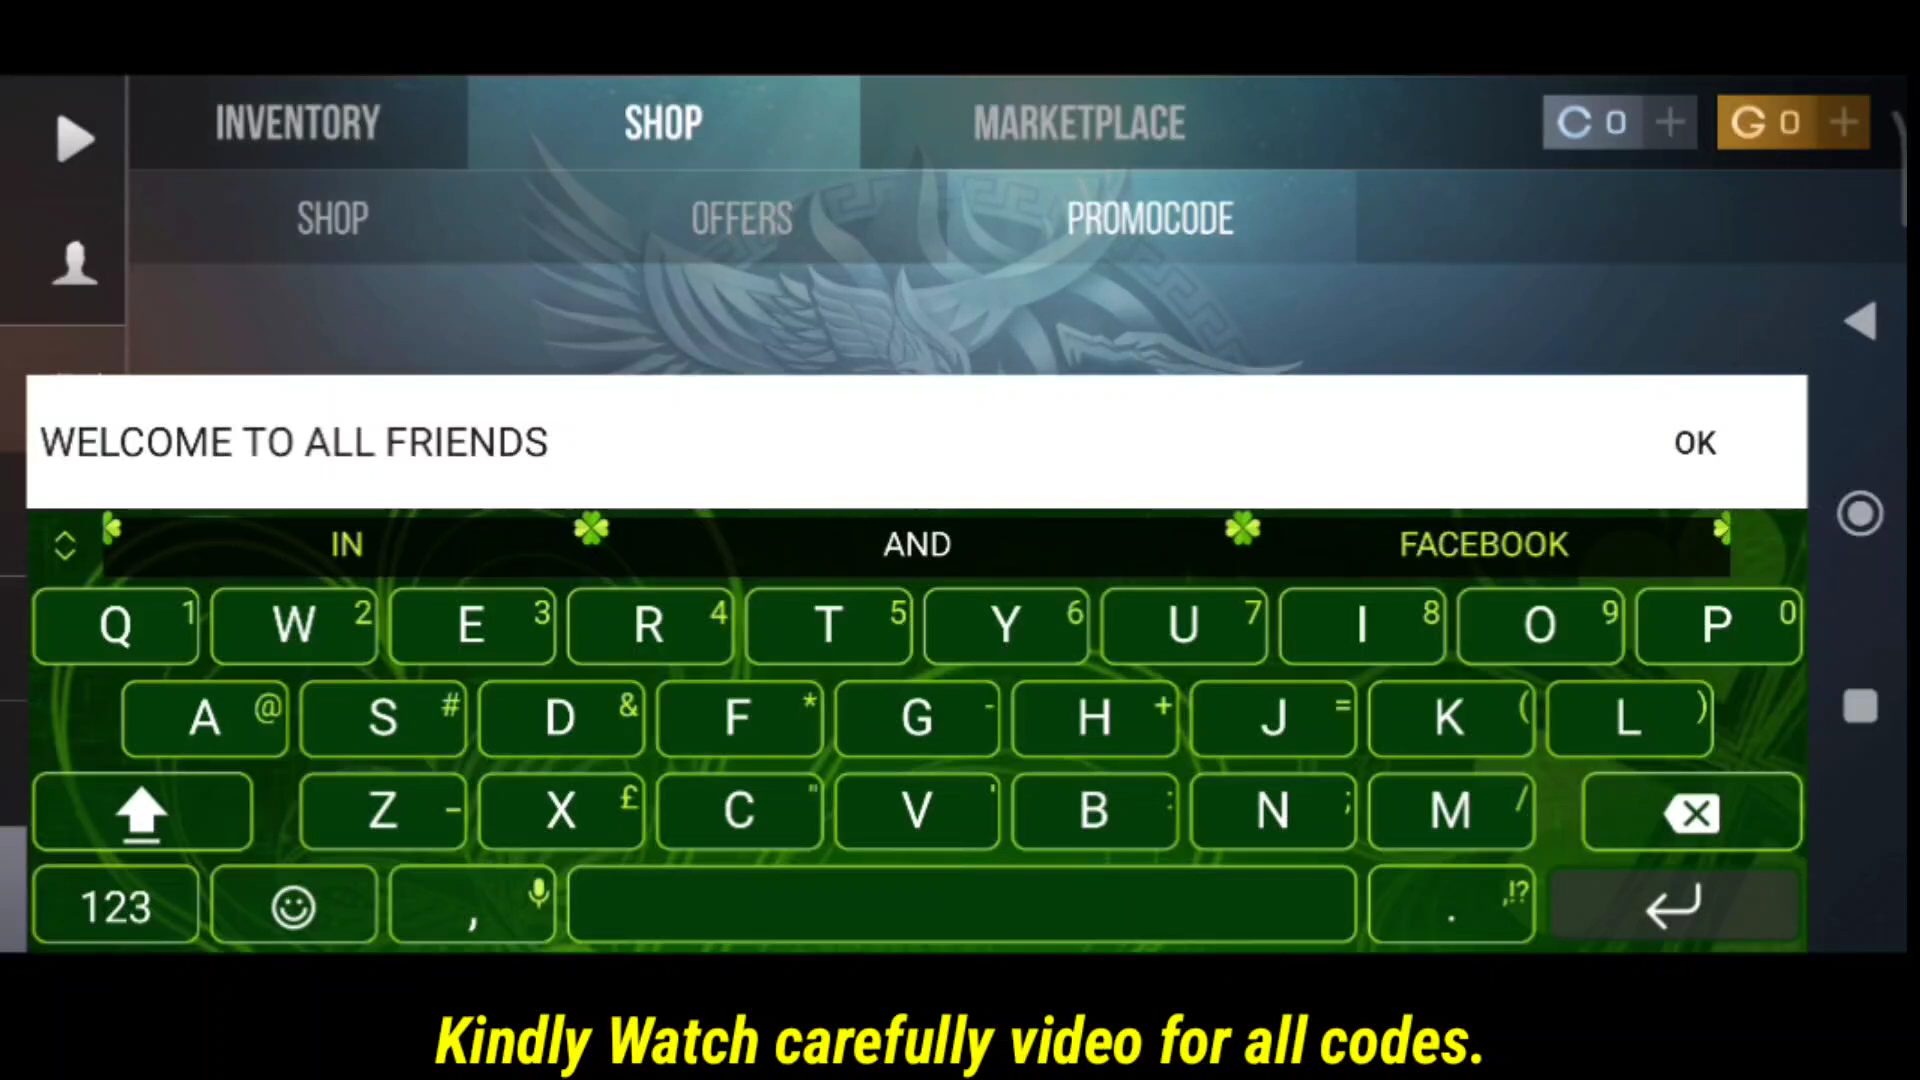 INVENTORY SHOP MARKETPLACE C 0 + G 0 +
SHOP OFFERS PROMOCODE
WELCOME TO ALL FRIENDS OK
IN AND FACEBOOK
Q 1 W 2 E 3 R 4 T 5 Y 6 U 7 I 8 O 9 P 0
A @ S # D & F * G - H + J = K ( L )
Z - X £ C " V ' B : N ; M /
123 , . ,!?
Kindly Watch carefully video for all codes.